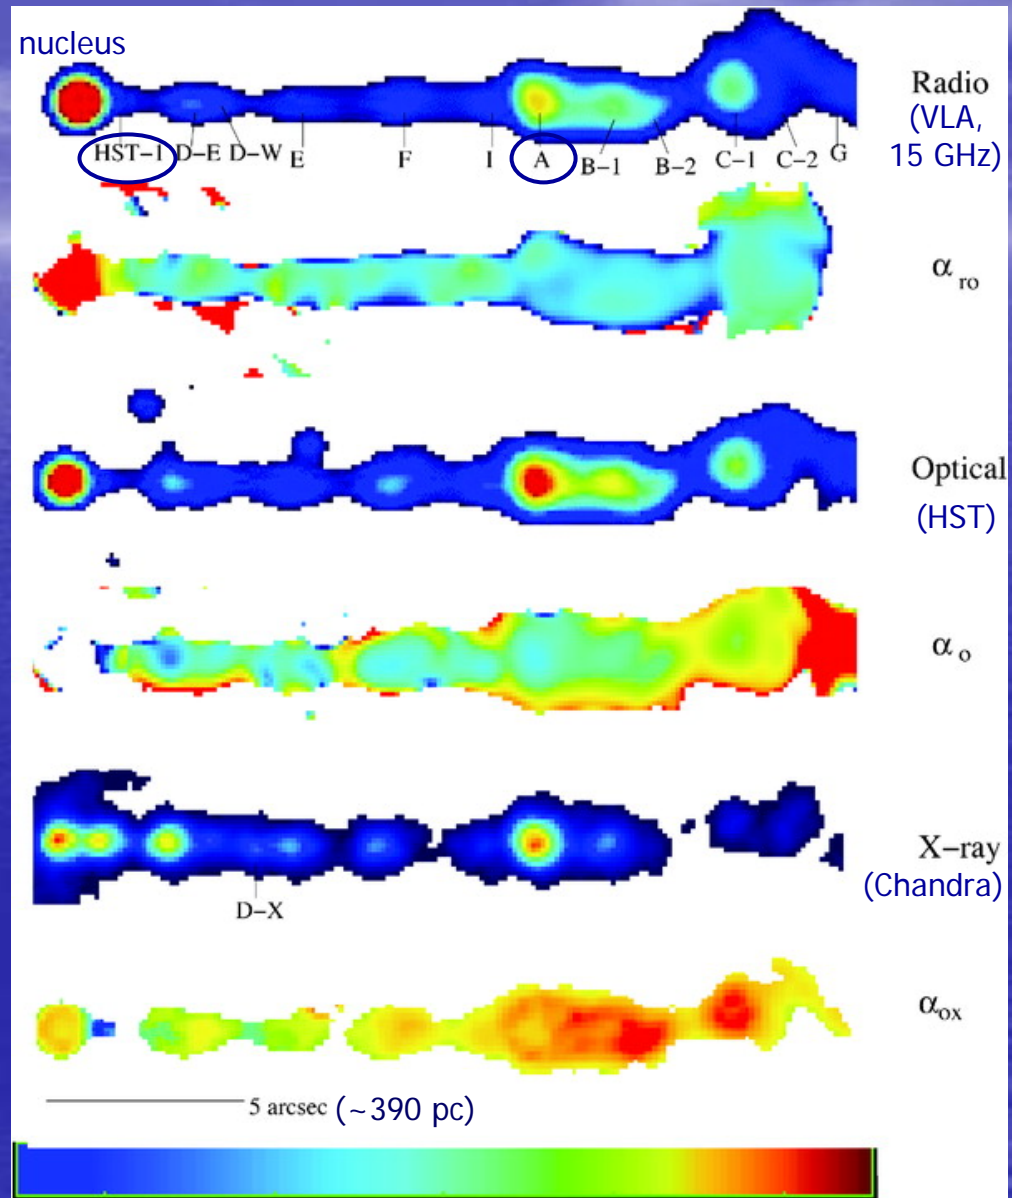 nucleus
Radio
(VLA,
15 GHz)
HST-1 D-E D-W E F I A B-1 B-2 C-1 C-2 G
α ro
Optical
(HST)
α o
X-ray
(Chandra)
D-X
α ox
5 arcsec (~390 pc)